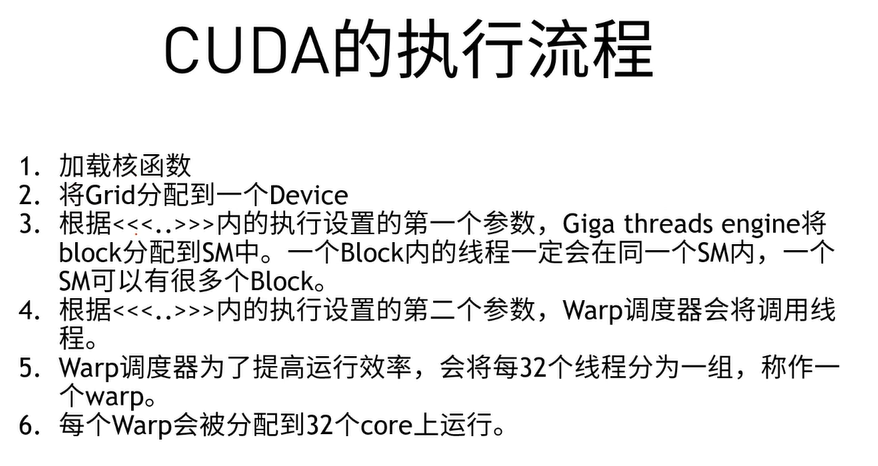 CUDA的执行流程
1. 加载核函数
2. 将Grid分配到一个Device
3. 根据<<<..>>>内的执行设置的第一个参数，Giga threads engine将
block分配到SM中。一个Block内的线程一定会在同一个SM内，一个
SM可以有很多个Block。
4. 根据<<<..>>>内的执行设置的第二个参数，Warp调度器会将调用线
程。
5. Warp调度器为了提高运行效率，会将每32个线程分为一组，称作一
个warp。
6. 每个Warp会被分配到32个core上运行。